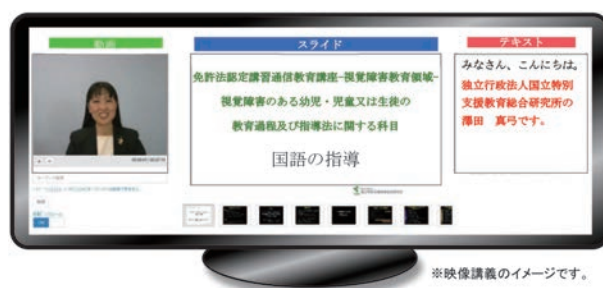 動画
スライド
テキスト
免許法認定講習通信教育講座-視覚障害教育領域-
視覚障害のある幼児・児童又は生徒の
教育過程及び指導法に関する科目
国語の指導
みなさん、こんにちは。
独立行政法人国立特別
支援教育総合研究所の
澤田　真弓です。
※映像講義のイメージです。